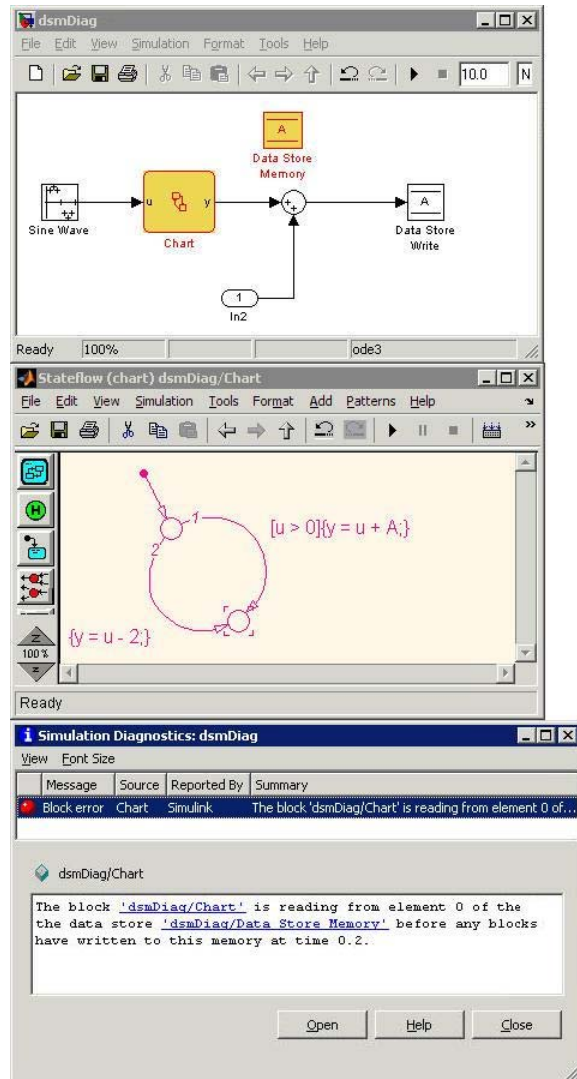 dsmDiag
File Edit View Simulation Format Tools Help
10.0 N
A
Data Store
Memory
u y
A
Sine Wave
Chart
Data Store
Write
1
In2
Ready 100% ode3
Stateflow (chart) dsmDiag/Chart
File Edit View Simulation Tools Format Add Patterns Help
H
1
[u > 0]{y = u + A;}
2
{y = u - 2;}
Z
100 %
Z
Ready
Simulation Diagnostics: dsmDiag
View Font Size
Message Source Reported By Summary
Block error Chart Simulink The block 'dsmDiag/Chart' is reading from element 0 of...
dsmDiag/Chart
The block 'dsmDiag/Chart' is reading from element 0 of the
the data store 'dsmDiag/Data Store Memory' before any blocks
have written to this memory at time 0.2.
Open Help Close